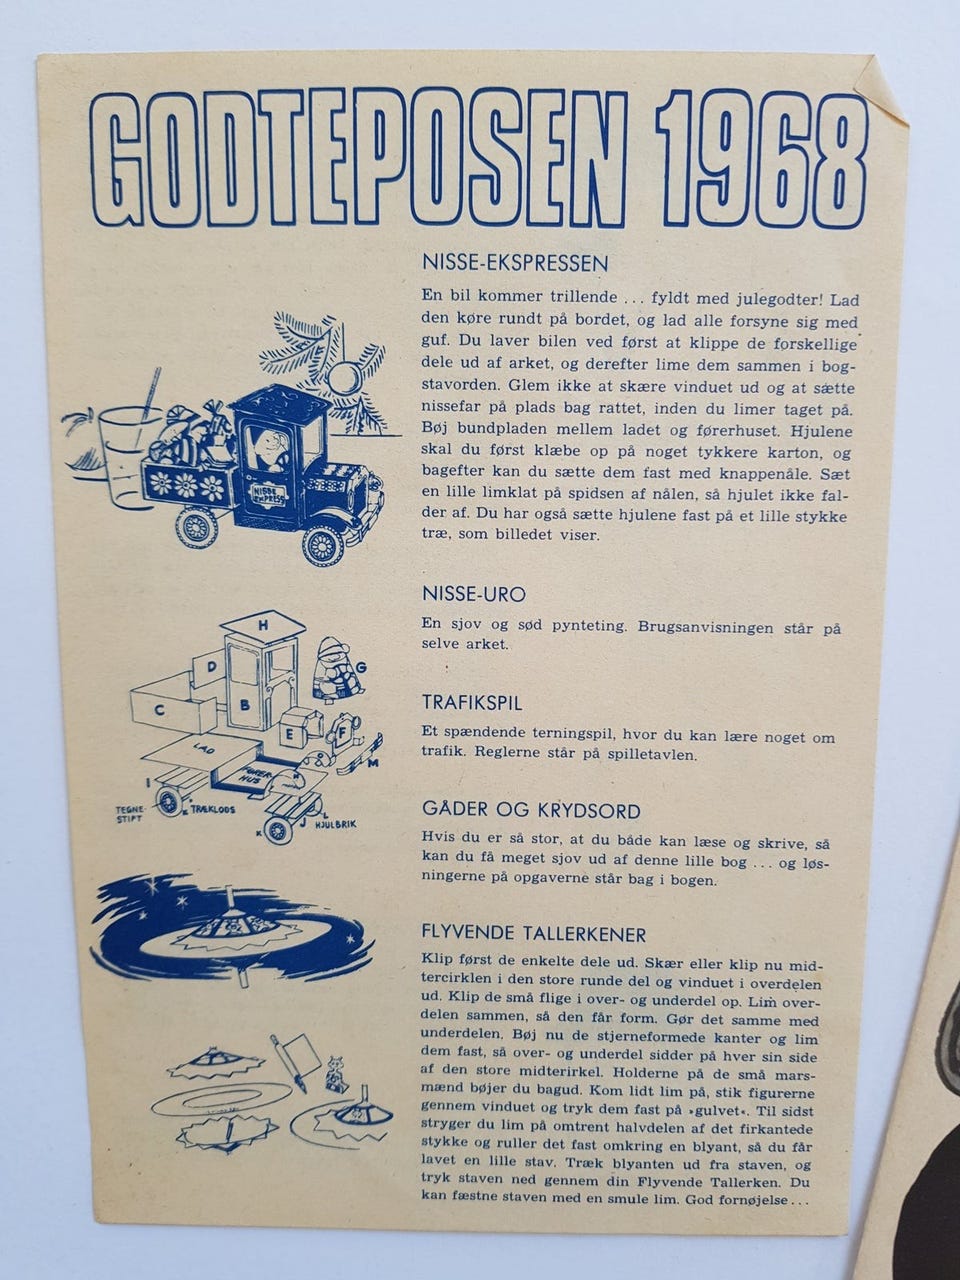 GODTEPOSEN 1968
NISSE-EKSPRESSEN
En bil kommer trillende ... fyldt med julegodter! Lad
den køre rundt på bordet, og lad alle forsyne sig med
guf. Du laver bilen ved først at klippe de forskellige
dele ud af arket, og derefter lime dem sammen i bog-
stavorden. Glem ikke at skære vinduet ud og at sætte
nissefar på plads bag rattet, inden du limer taget på.
Bøj bundpladen mellem ladet og førerhuset. Hjulene
skal du først klæbe op på noget tykkere karton, og
bagefter kan du sætte dem fast med knappenåle. Sæt
en lille limklat på spidsen af nålen, så hjulet ikke fal-
der af. Du har også sætte hjulene fast på et lille stykke
træ, som billedet viser.
NISSE
EKSPRESS
NISSE-URO
En sjov og sød pynteting. Brugsanvisningen står på
selve arket.
TRAFIKSPIL
Et spændende terningspil, hvor du kan lære noget om
trafik. Reglerne står på spilletavlen.
H
D
G
C
B
E
F
LAD
FØRER-
HUS
M
I
TEGNE-
STIFT
K
TRÆKLODS
K
J
L
HJULBRIK
GÅDER OG KRYDSORD
Hvis du er så stor, at du både kan læse og skrive, så
kan du få meget sjov ud af denne lille bog ... og løs-
ningerne på opgaverne står bag i bogen.
FLYVENDE TALLERKENER
Klip først de enkelte dele ud. Skær eller klip nu mid-
tercirklen i den store runde del og vinduet i overdelen
ud. Klip de små flige i over- og underdel op. Lim over-
delen sammen, så den får form. Gør det samme med
underdelen. Bøj nu de stjerneformede kanter og lim
dem fast, så over- og underdel sidder på hver sin side
af den store midterirkel. Holderne på de små mars-
mænd bøjer du bagud. Kom lidt lim på, stik figurerne
gennem vinduet og tryk dem fast på »gulvet«. Til sidst
stryger du lim på omtrent halvdelen af det firkantede
stykke og ruller det fast omkring en blyant, så du får
lavet en lille stav. Træk blyanten ud fra staven, og
tryk staven ned gennem din Flyvende Tallerken. Du
kan fæstne staven med en smule lim. God fornøjelse...